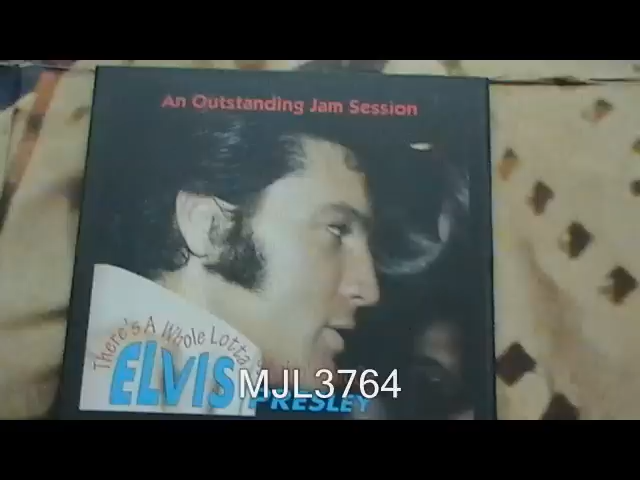 An Outstanding Jam Session
There's A Whole Lotta
ELVIS
MJL3764
PRESLEY